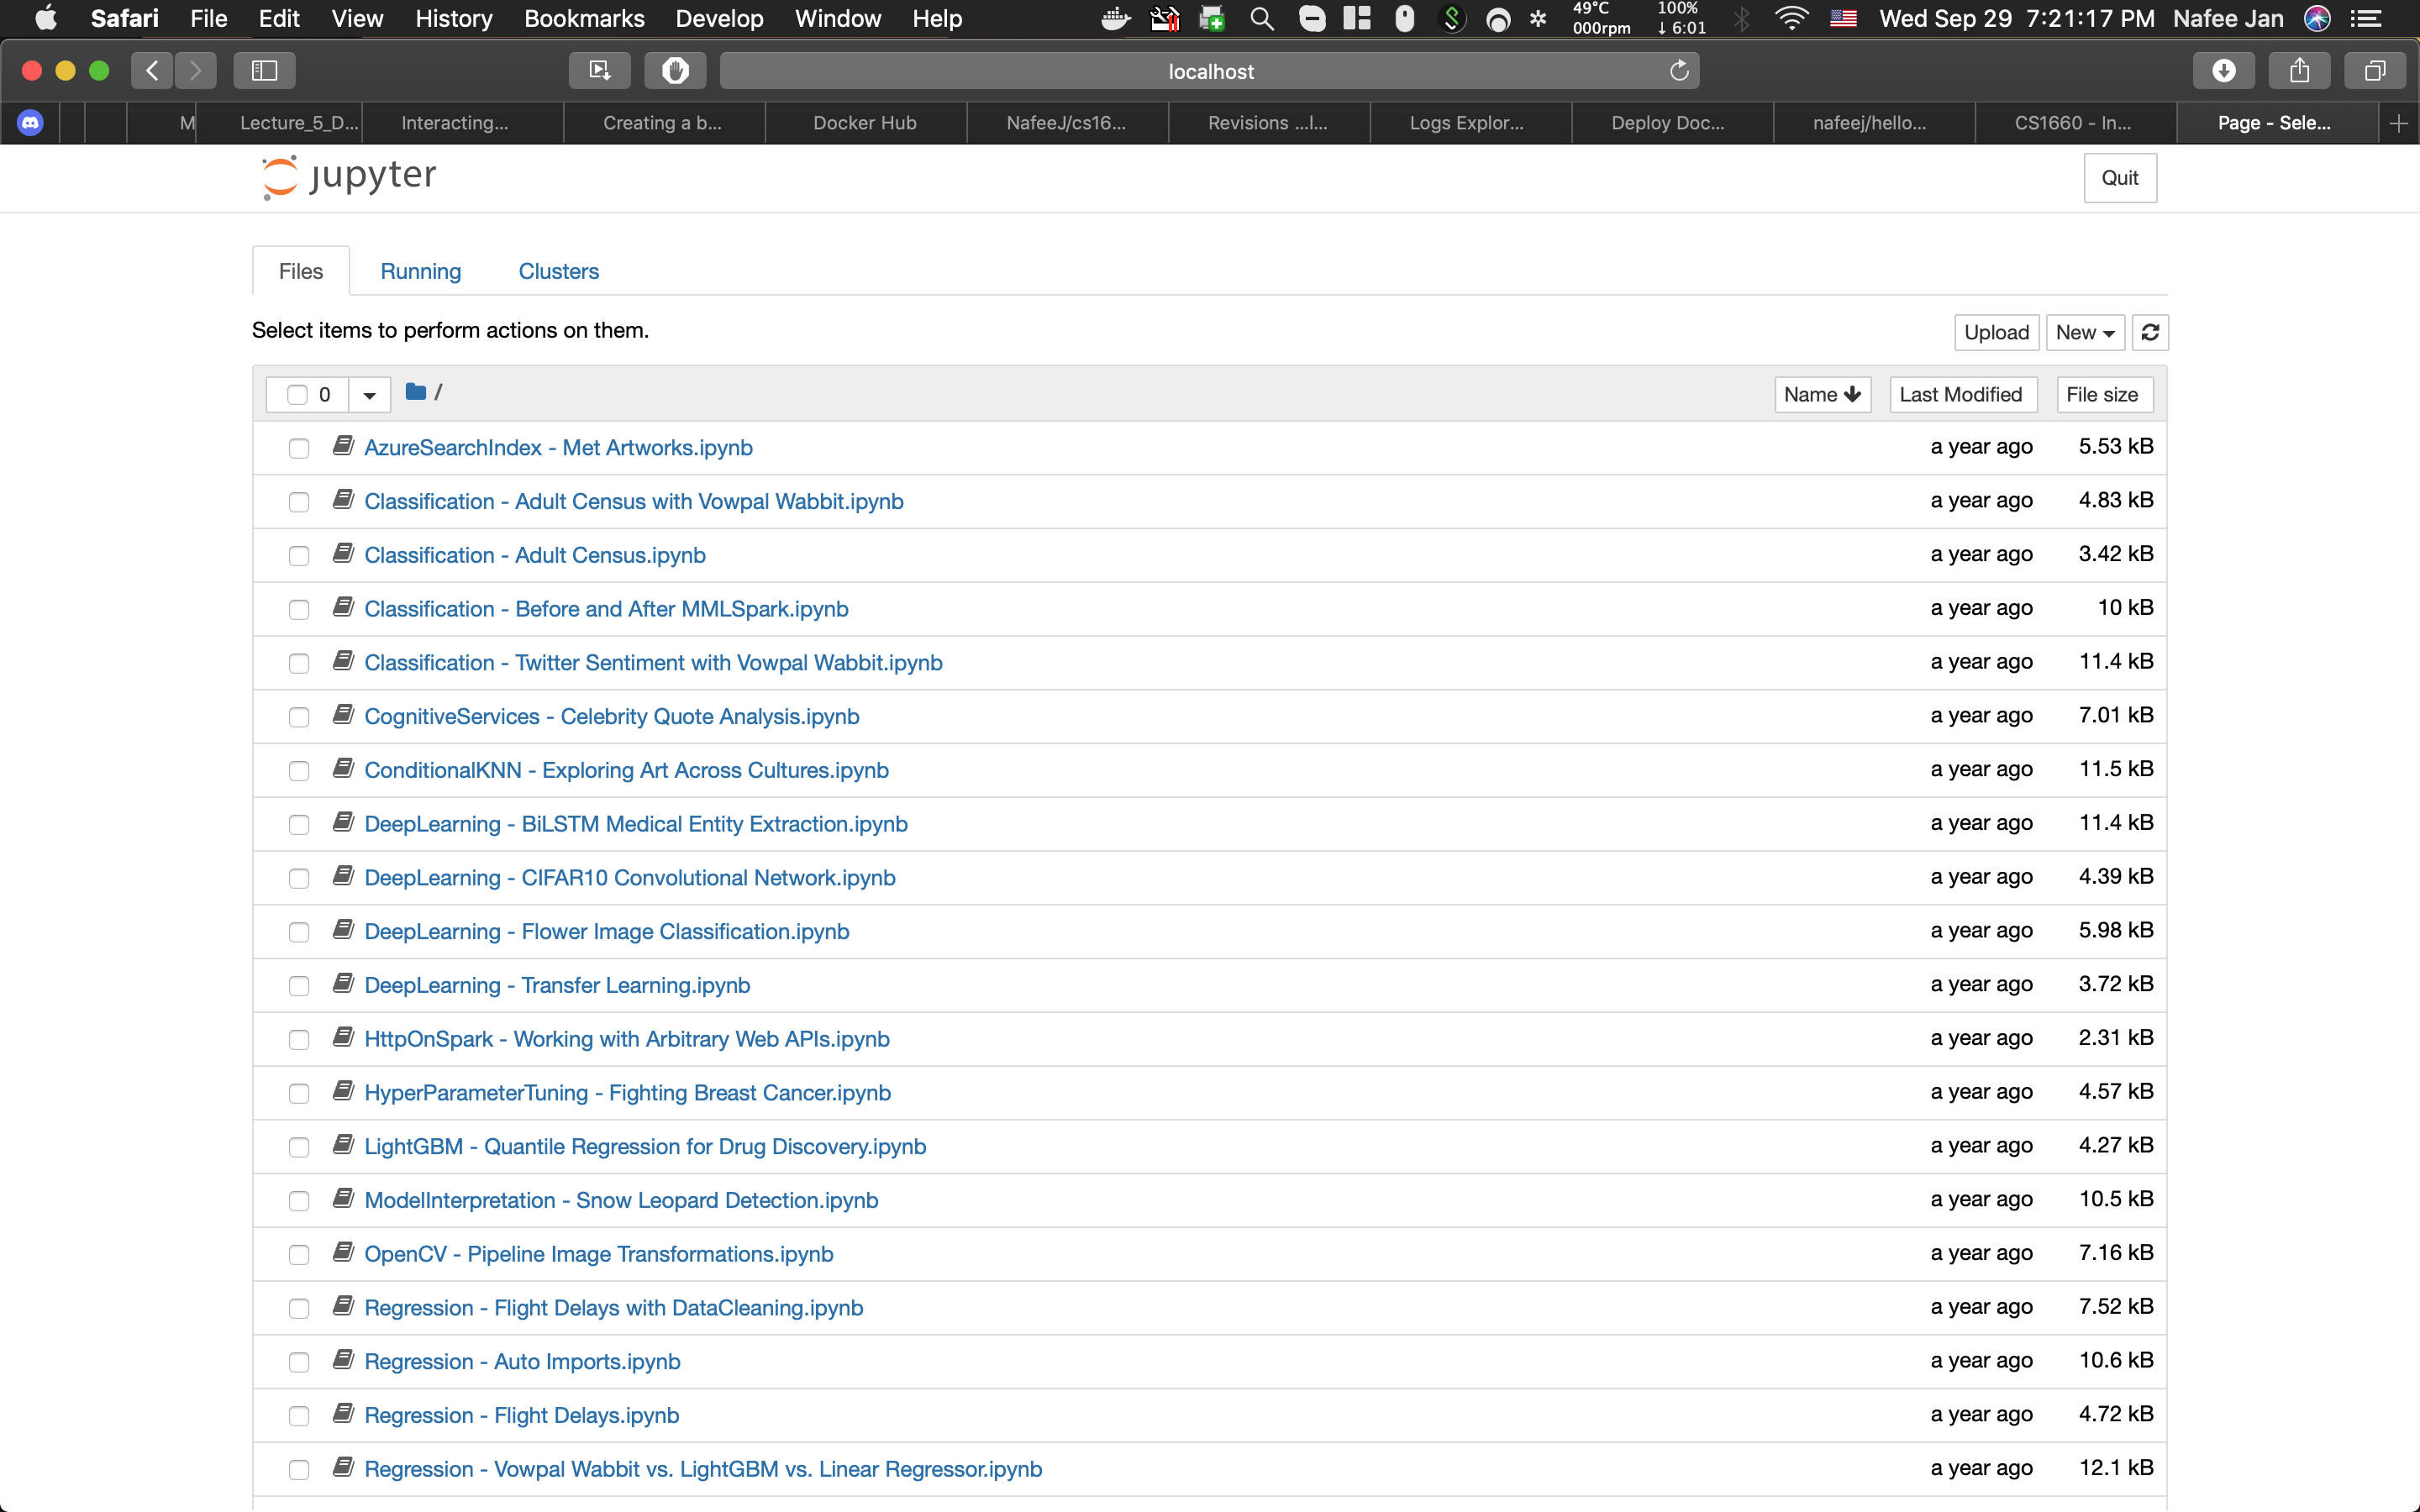 Safari File Edit View History Bookmarks Develop Window Help 49°C 000rpm 100% ↓ 6:01 Wed Sep 29 7:21:17 PM Nafee Jan
localhost
M Lecture_5_D... Interacting... Creating a b... Docker Hub NafeeJ/cs16... Revisions ...l... Logs Explor... Deploy Doc... nafeej/hello... CS1660 - In... Page - Sele...
jupyter Quit
Files Running Clusters
Select items to perform actions on them. Upload New
0 / Name Last Modified File size
AzureSearchIndex - Met Artworks.ipynb a year ago 5.53 kB
Classification - Adult Census with Vowpal Wabbit.ipynb a year ago 4.83 kB
Classification - Adult Census.ipynb a year ago 3.42 kB
Classification - Before and After MMLSpark.ipynb a year ago 10 kB
Classification - Twitter Sentiment with Vowpal Wabbit.ipynb a year ago 11.4 kB
CognitiveServices - Celebrity Quote Analysis.ipynb a year ago 7.01 kB
ConditionalKNN - Exploring Art Across Cultures.ipynb a year ago 11.5 kB
DeepLearning - BiLSTM Medical Entity Extraction.ipynb a year ago 11.4 kB
DeepLearning - CIFAR10 Convolutional Network.ipynb a year ago 4.39 kB
DeepLearning - Flower Image Classification.ipynb a year ago 5.98 kB
DeepLearning - Transfer Learning.ipynb a year ago 3.72 kB
HttpOnSpark - Working with Arbitrary Web APIs.ipynb a year ago 2.31 kB
HyperParameterTuning - Fighting Breast Cancer.ipynb a year ago 4.57 kB
LightGBM - Quantile Regression for Drug Discovery.ipynb a year ago 4.27 kB
ModelInterpretation - Snow Leopard Detection.ipynb a year ago 10.5 kB
OpenCV - Pipeline Image Transformations.ipynb a year ago 7.16 kB
Regression - Flight Delays with DataCleaning.ipynb a year ago 7.52 kB
Regression - Auto Imports.ipynb a year ago 10.6 kB
Regression - Flight Delays.ipynb a year ago 4.72 kB
Regression - Vowpal Wabbit vs. LightGBM vs. Linear Regressor.ipynb a year ago 12.1 kB